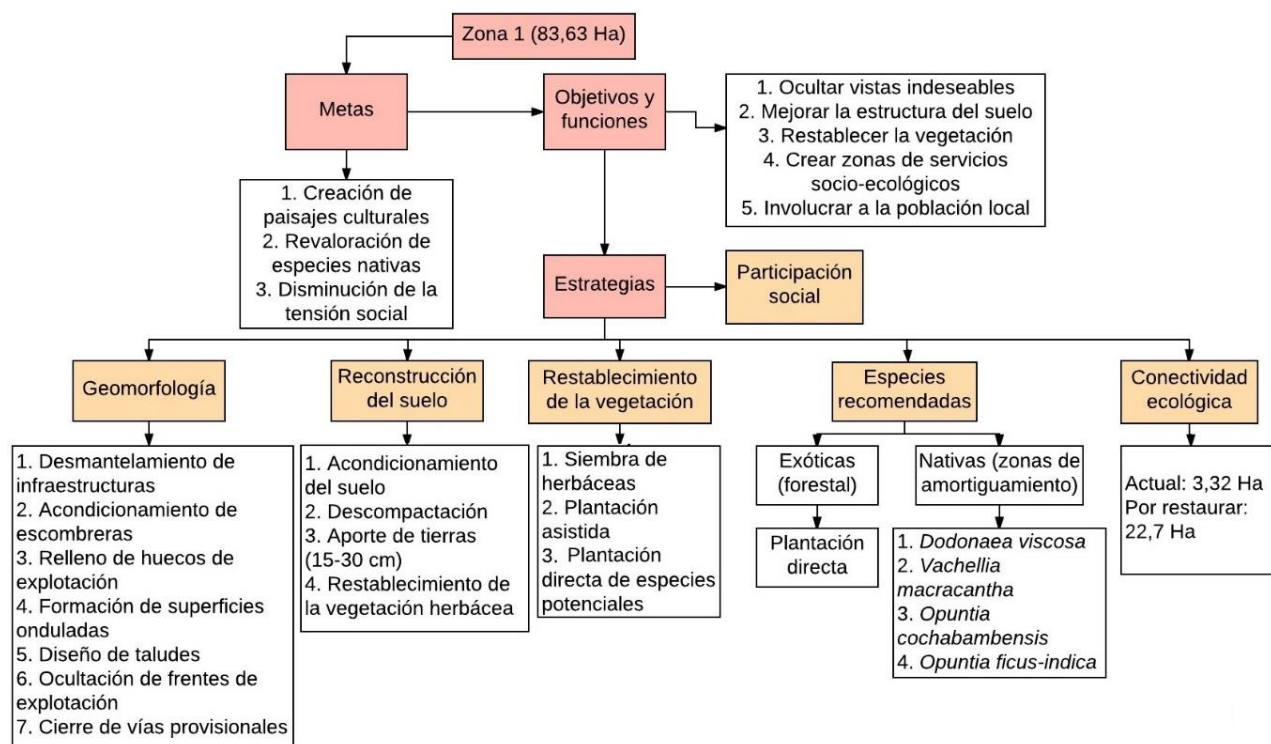 Zona 1 (83,63 Ha)
Metas
Objetivos y
funciones
1. Ocultar vistas indeseables
2. Mejorar la estructura del suelo
3. Restablecer la vegetación
4. Crear zonas de servicios
socio-ecológicos
5. Involucrar a la población local
1. Creación de
paisajes culturales
2. Revaloración de
especies nativas
3. Disminución de la
tensión social
Estrategias
Participación
social
Geomorfología
Reconstrucción
del suelo
Restablecimiento
de la vegetación
Especies
recomendadas
Conectividad
ecológica
1. Desmantelamiento de
infraestructuras
2. Acondicionamiento de
escombreras
3. Relleno de huecos de
explotación
4. Formación de superficies
onduladas
5. Diseño de taludes
6. Ocultación de frentes de
explotación
7. Cierre de vías provisionales
1. Acondicionamiento
del suelo
2. Descompactación
3. Aporte de tierras
(15-30 cm)
4. Restablecimiento de
la vegetación herbácea
1. Siembra de
herbáceas
2. Plantación
asistida
3. Plantación
directa de especies
potenciales
Exóticas
(forestal)
Plantación
directa
Nativas (zonas de
amortiguamiento)
1. Dodonaea viscosa
2. Vachellia
macracantha
3. Opuntia
cochabambensis
4. Opuntia ficus-indica
Actual: 3,32 Ha
Por restaurar:
22,7 Ha